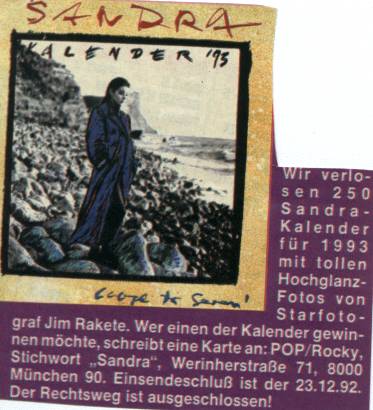 SANDRA
KALENDER '93
escape to
Wir verlo-
sen 250
Sandra-
Kalender
für 1993
mit tollen
Hochglanz-
Fotos von
Starfoto-
graf Jim Rakete. Wer einen der Kalender gewin-
nen möchte, schreibt eine Karte an: POP/Rocky,
Stichwort „Sandra“, Werinherstraße 71, 8000
München 90. Einsendeschluß ist der 23.12.92.
Der Rechtsweg ist ausgeschlossen!